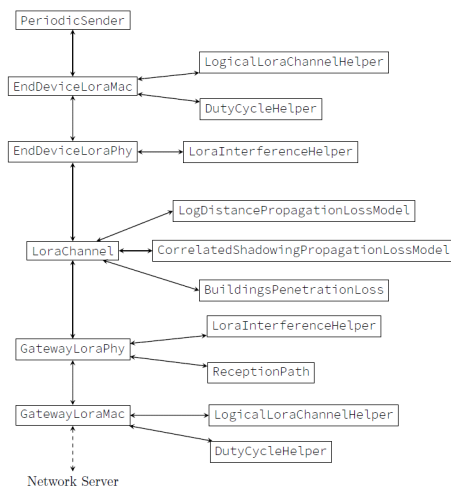 PeriodicSender
LogicalLoraChannelHelper
EndDeviceLoraMac
DutyCycleHelper
EndDeviceLoraPhy
LoraInterferenceHelper
LogDistancePropagationLossModel
LoraChannel
CorrelatedShadowingPropagationLossModel
BuildingsPenetrationLoss
LoraInterferenceHelper
GatewayLoraPhy
ReceptionPath
GatewayLoraMac
LogicalLoraChannelHelper
DutyCycleHelper
Network Server